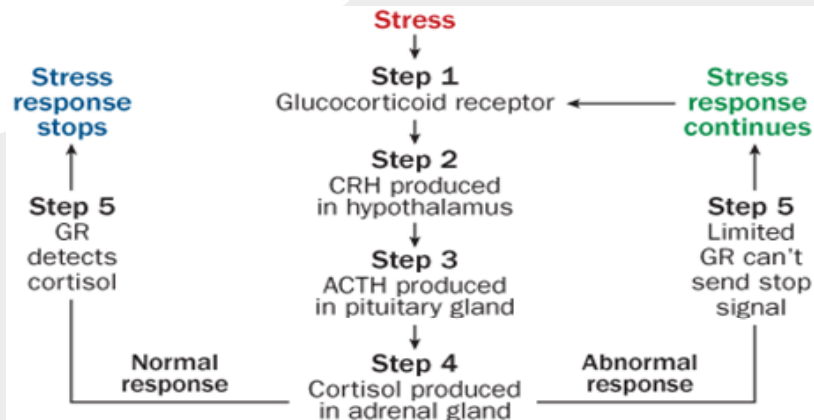 Stress
Step 1
Glucocorticoid receptor
Step 2
CRH produced
in hypothalamus
Step 3
ACTH produced
in pituitary gland
Step 4
Cortisol produced
in adrenal gland
Normal
response
Step 5
GR
detects
cortisol
Stress
response
stops
Abnormal
response
Step 5
Limited
GR can't
send stop
signal
Stress
response
continues